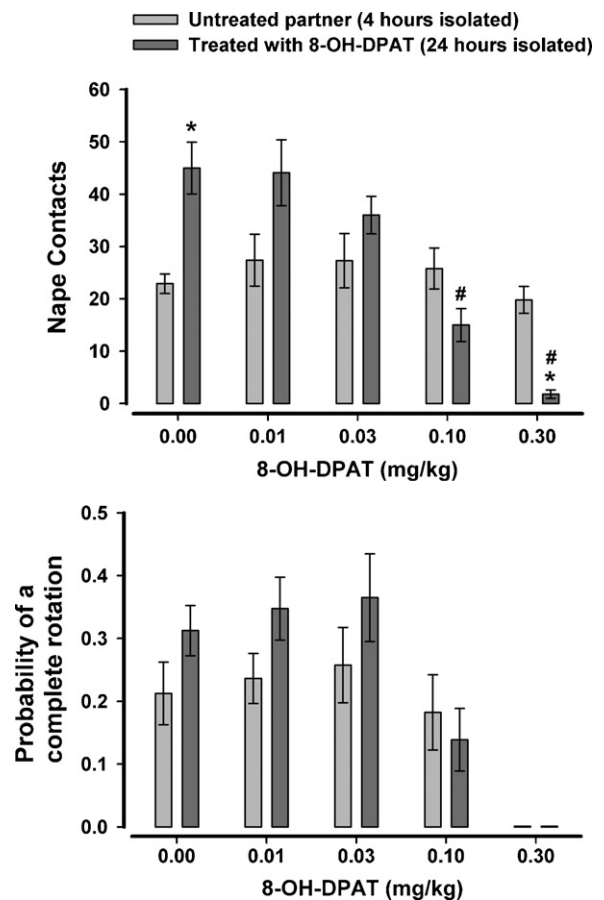 Untreated partner (4 hours isolated)
Treated with 8-OH-DPAT (24 hours isolated)
60
50
40
30
20
10
0
Nape Contacts
*
#
#
*
0.00 0.01 0.03 0.10 0.30
8-OH-DPAT (mg/kg)
0.5
0.4
0.3
0.2
0.1
0.0
Probability of a
complete rotation
0.00 0.01 0.03 0.10 0.30
8-OH-DPAT (mg/kg)